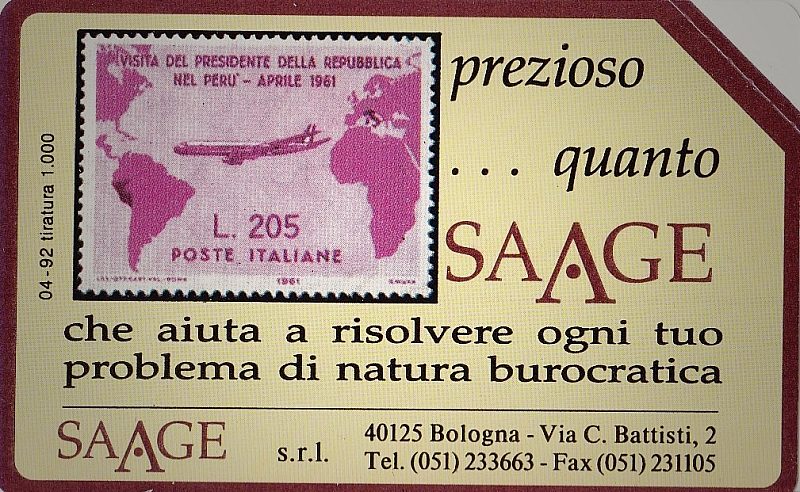 VISITA DEL PRESIDENTE DELLA REPUBBLICA
NEL PERU' - APRILE 1961
L. 205
POSTE ITALIANE
1961
04 - 92 tiratura 1.000
prezioso
. . . quanto
SAAGE
che aiuta a risolvere ogni tuo
problema di natura burocratica
SAAGE s.r.l.
40125 Bologna - Via C. Battisti, 2
Tel. (051) 233663 - Fax (051) 231105